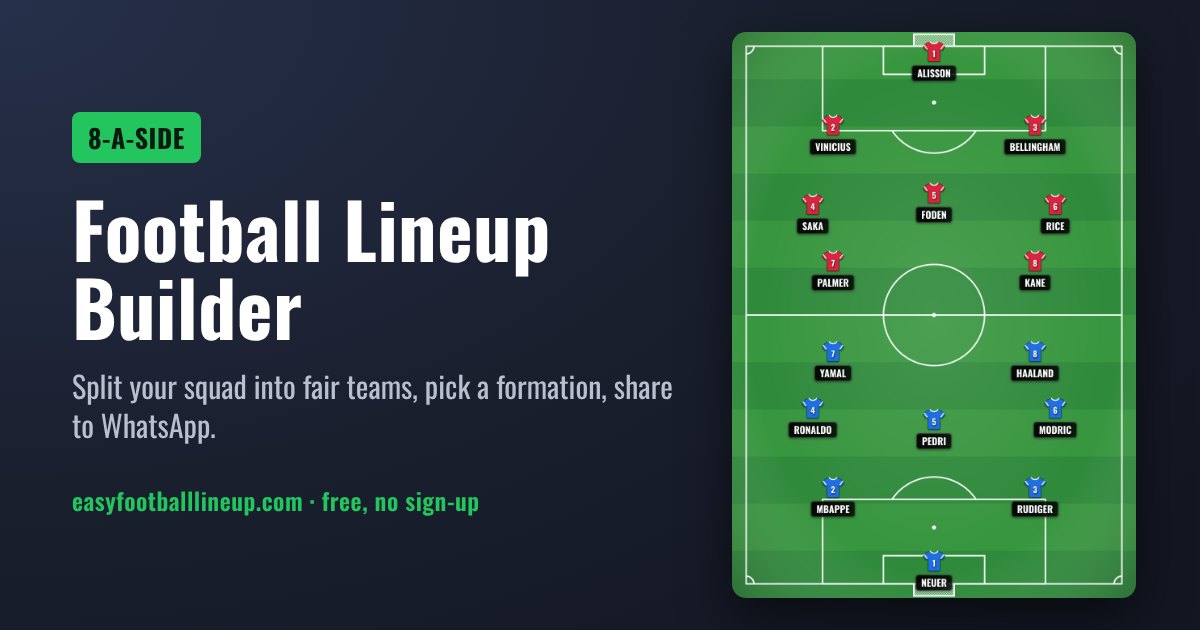 8-A-SIDE
Football Lineup
Builder
Split your squad into fair teams, pick a formation, share
to WhatsApp.
easyfootballlineup.com · free, no sign-up
1
ALISSON
2
VINICIUS
3
BELLINGHAM
4
SAKA
5
FODEN
6
RICE
7
PALMER
8
KANE
7
YAMAL
8
HAALAND
4
RONALDO
5
PEDRI
6
MODRIC
2
MBAPPE
3
RUDIGER
1
NEUER